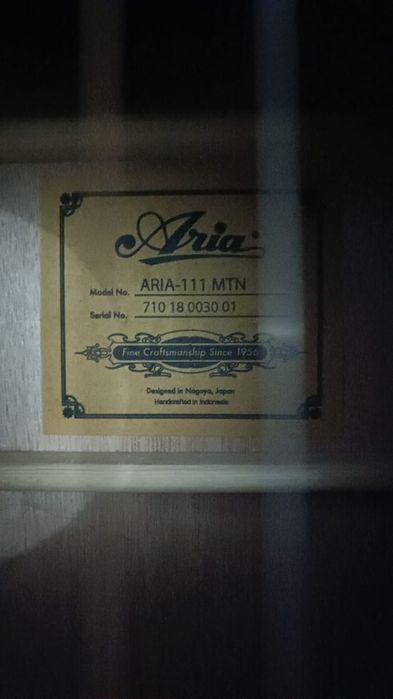 Aria
Model No. ARIA-111 MTN
Serial No. 710 18 0030 01
Fine Craftsmanship Since 1956
Designed in Nagoya, Japan
Handcrafted in Indonesia